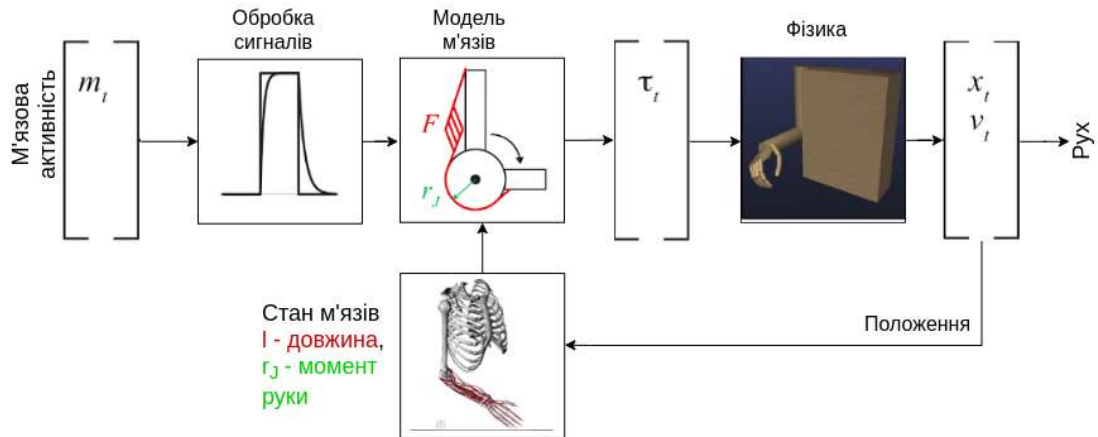 М'язова
активність
m_t
Обробка
сигналів
Модель
м'язів
F
r_J
τ_t
Фізика
x_t
v_t
Рух
Стан м'язів
l - довжина,
r_J - момент
руки
Положення